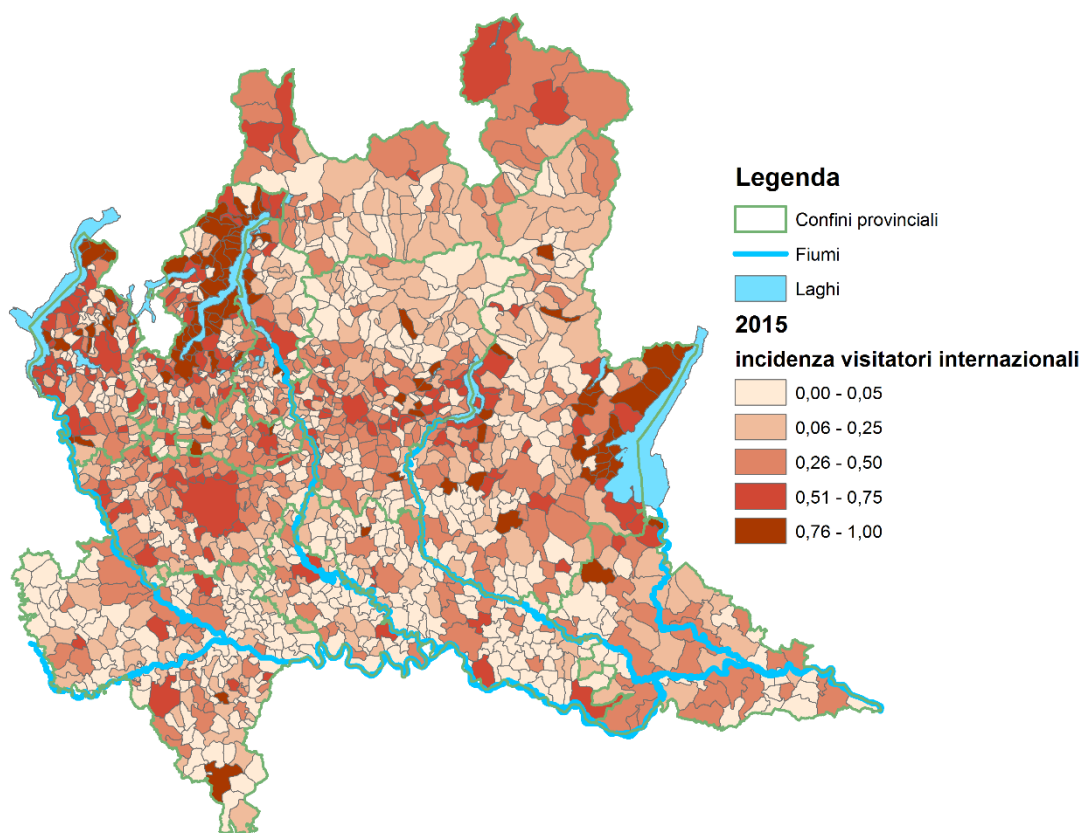 Legenda
Confini provinciali
Fiumi
Laghi
2015
incidenza visitatori internazionali
0,00 - 0,05
0,06 - 0,25
0,26 - 0,50
0,51 - 0,75
0,76 - 1,00